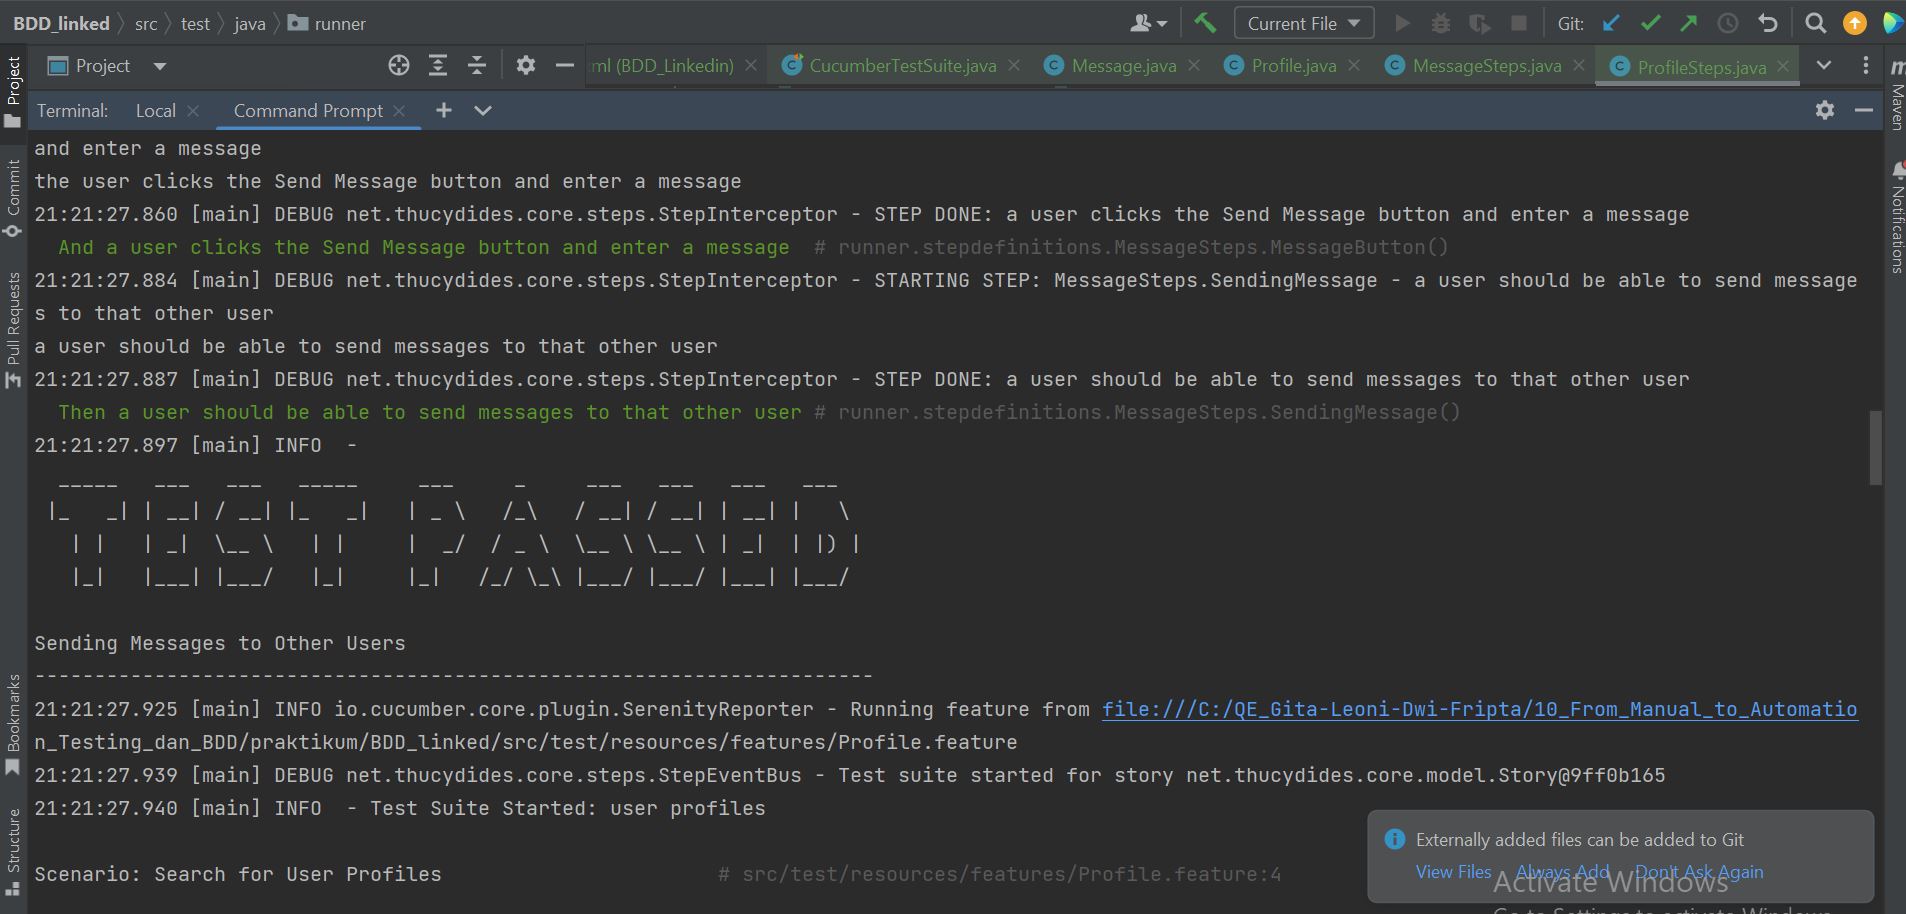 BDD_linked src test java runner Current File Git:
Project ml (BDD_Linkedin) CucumberTestSuite.java Message.java Profile.java MessageSteps.java ProfileSteps.java
Terminal: Local Command Prompt
and enter a message
the user clicks the Send Message button and enter a message
21:21:27.860 [main] DEBUG net.thucydides.core.steps.StepInterceptor - STEP DONE: a user clicks the Send Message button and enter a message
And a user clicks the Send Message button and enter a message # runner.stepdefinitions.MessageSteps.MessageButton()
21:21:27.884 [main] DEBUG net.thucydides.core.steps.StepInterceptor - STARTING STEP: MessageSteps.SendingMessage - a user should be able to send message
s to that other user
a user should be able to send messages to that other user
21:21:27.887 [main] DEBUG net.thucydides.core.steps.StepInterceptor - STEP DONE: a user should be able to send messages to that other user
Then a user should be able to send messages to that other user # runner.stepdefinitions.MessageSteps.SendingMessage()
21:21:27.897 [main] INFO -
TEST PASSED
Sending Messages to Other Users
----------------------------------------------------------------------
21:21:27.925 [main] INFO io.cucumber.core.plugin.SerenityReporter - Running feature from file:///C:/QE_Gita-Leoni-Dwi-Fripta/10_From_Manual_to_Automatio
n_Testing_dan_BDD/praktikum/BDD_linked/src/test/resources/features/Profile.feature
21:21:27.939 [main] DEBUG net.thucydides.core.steps.StepEventBus - Test suite started for story net.thucydides.core.model.Story@9ff0b165
21:21:27.940 [main] INFO - Test Suite Started: user profiles
Scenario: Search for User Profiles # src/test/resources/features/Profile.feature:4
Externally added files can be added to Git
View Files Always Add Don't Ask Again
Activate Windows
Go to Settings to activate Windows.
Project
Commit
Pull Requests
Bookmarks
Structure
m
Maven
Notifications